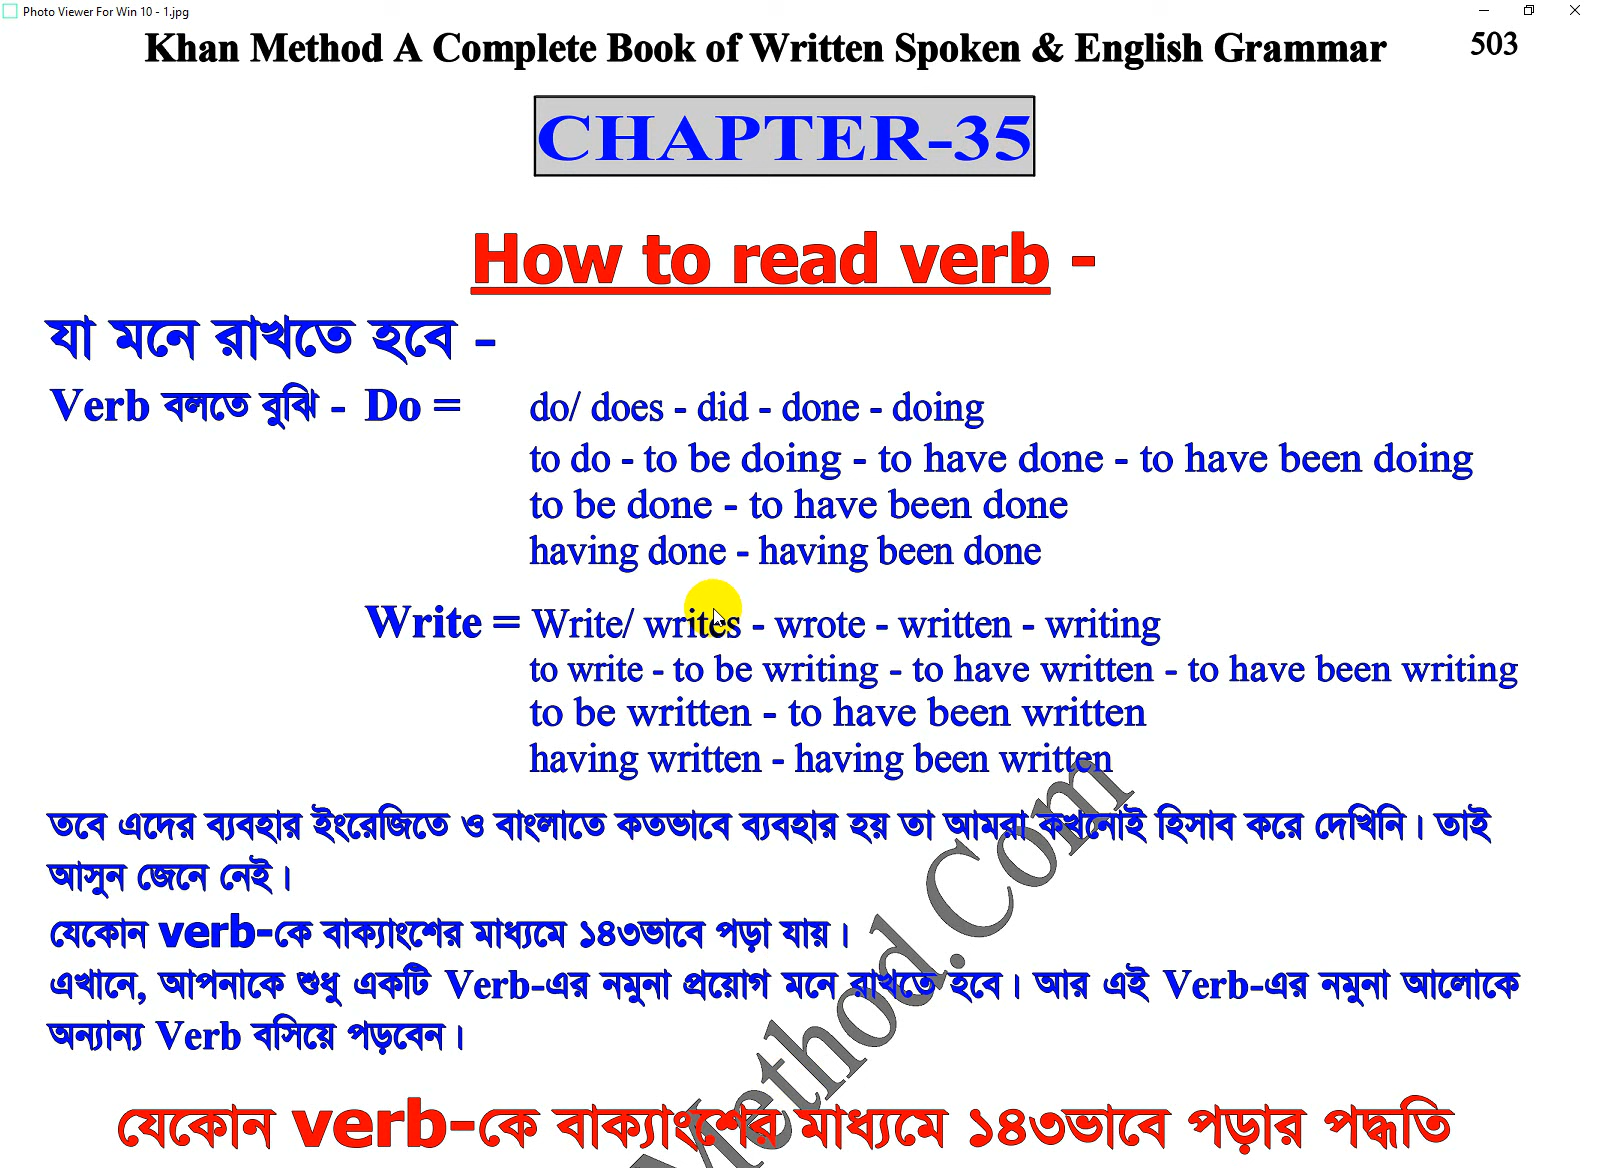 Photo Viewer For Win 10 - 1.jpg
Khan Method A Complete Book of Written Spoken & English Grammar 503
CHAPTER-35
How to read verb -
যা মনে রাখতে হবে -
Verb বলতে বুঝি - Do = do/ does - did - done - doing
to do - to be doing - to have done - to have been doing
to be done - to have been done
having done - having been done
Write = Write/ writes - wrote - written - writing
to write - to be writing - to have written - to have been writing
to be written - to have been written
having written - having been written
তবে এদের ব্যবহার ইংরেজিতে ও বাংলাতে কতভাবে ব্যবহার হয় তা আমরা কখনোই হিসাব করে দেখিনি। তাই
আসুন জেনে নেই।
যেকোন verb-কে বাক্যাংশের মাধ্যমে ১৪৩ভাবে পড়া যায়।
এখানে, আপনাকে শুধু একটি Verb-এর নমুনা প্রয়োগ মনে রাখতে হবে। আর এই Verb-এর নমুনা আলোকে
অন্যান্য Verb বসিয়ে পড়বেন।
যেকোন verb-কে বাক্যাংশের মাধ্যমে ১৪৩ভাবে পড়ার পদ্ধতি
Method.Com